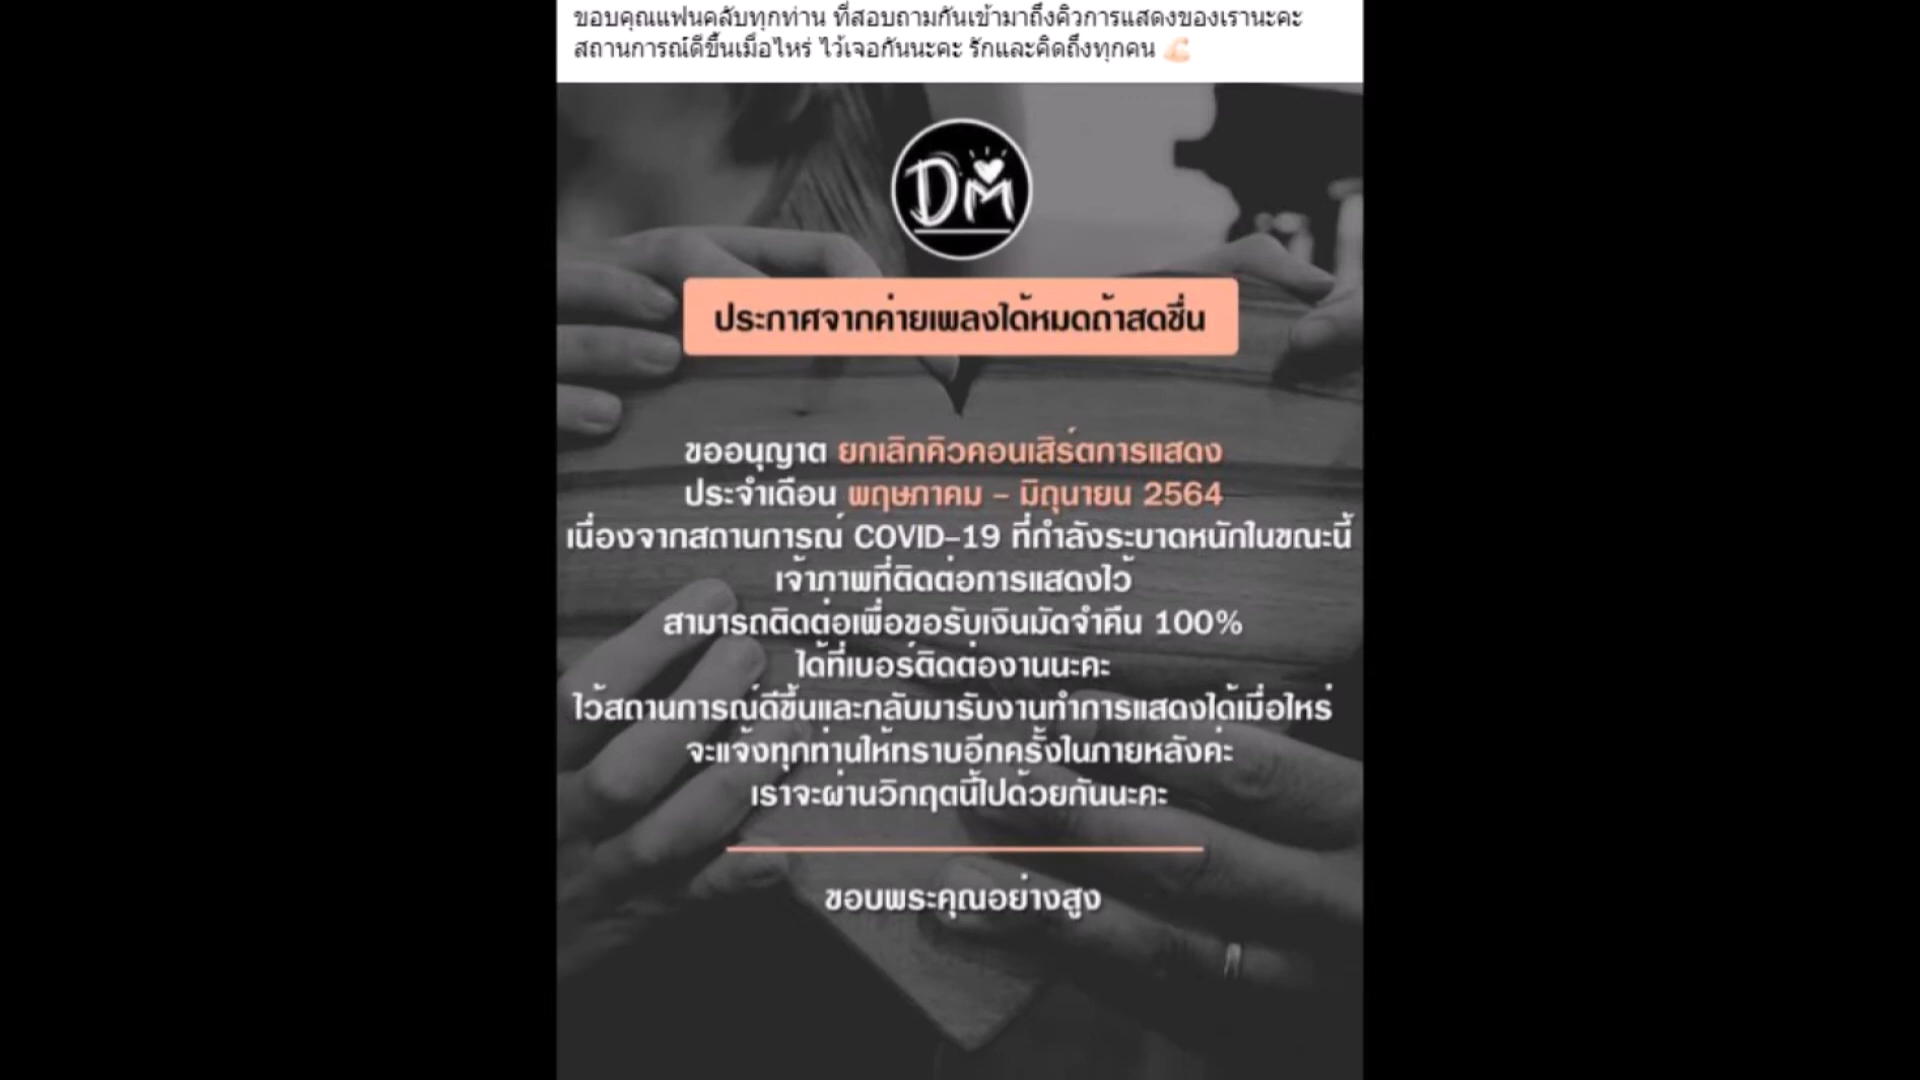 ขอบคุณแฟนคลับทุกท่าน ที่สอบถามกันเข้ามาถึงคิวการแสดงของเรานะคะ
สถานการณ์ดีขึ้นเมื่อไหร่ ไว้เจอกันนะคะ รักและคิดถึงทุกคน 💪🏻
DM
ประกาศจากค่ายเพลงได้หมดถ้าสดชื่น
ขออนุญาต ยกเลิกคิวคอนเสิร์ตการแสดง
ประจำเดือน พฤษภาคม - มิถุนายน 2564
เนื่องจากสถานการณ์ COVID-19 ที่กำลังระบาดหนักในขณะนี้
เจ้าภาพที่ติดต่อการแสดงไว้
สามารถติดต่อเพื่อขอรับเงินมัดจำคืน 100%
ได้ที่เบอร์ติดต่องานนะคะ
ไว้สถานการณ์ดีขึ้นและกลับมารับงานทำการแสดงได้เมื่อไหร่
จะแจ้งทุกท่านให้ทราบอีกครั้งในภายหลังค่ะ
เราจะผ่านวิกฤตนี้ไปด้วยกันนะคะ
ขอบพระคุณอย่างสูง